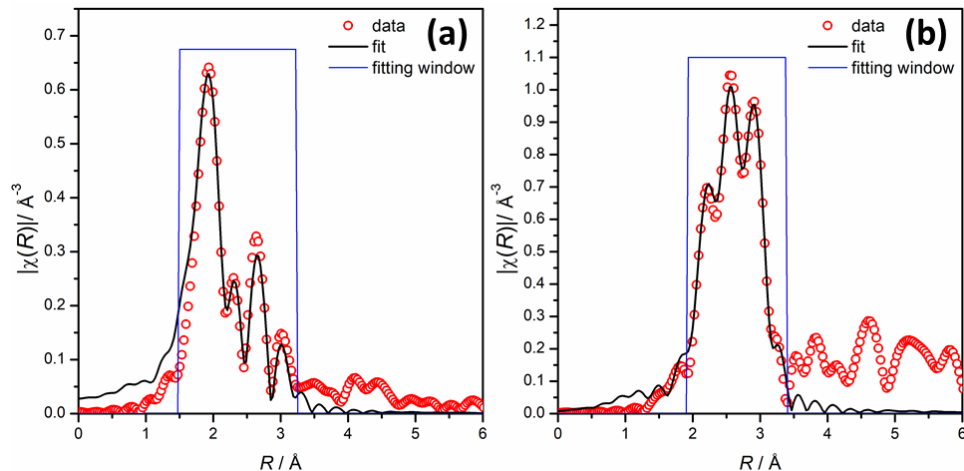 0.7
0.6
0.5
0.4
0.3
0.2
0.1
0.0
|χ(R)|/ Å⁻³
0 1 2 3 4 5 6
R / Å
data
fit
fitting window
(a)
1.2
1.1
1.0
0.9
0.8
0.7
0.6
0.5
0.4
0.3
0.2
0.1
0.0
|χ(R)|/ Å⁻³
0 1 2 3 4 5 6
R / Å
data
fit
fitting window
(b)